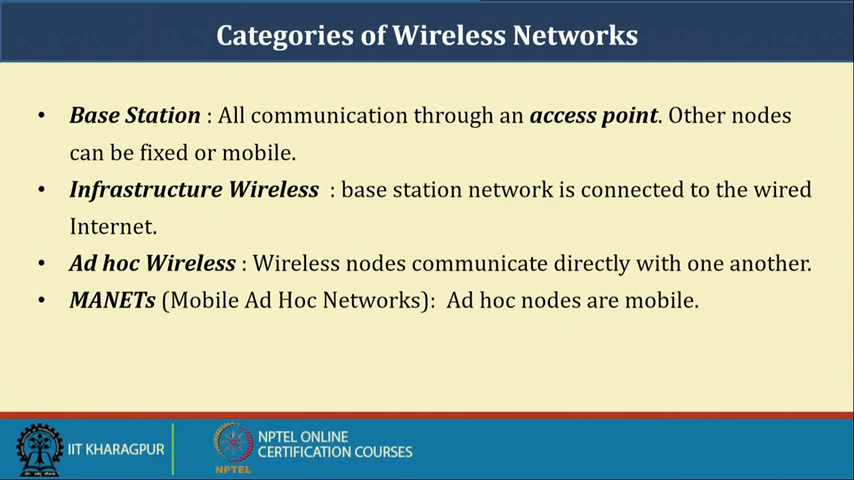 Categories of Wireless Networks
• Base Station : All communication through an access point. Other nodes
can be fixed or mobile.
• Infrastructure Wireless : base station network is connected to the wired
Internet.
• Ad hoc Wireless : Wireless nodes communicate directly with one another.
• MANETs (Mobile Ad Hoc Networks): Ad hoc nodes are mobile.
IIT KHARAGPUR
NPTEL
NPTEL ONLINE
CERTIFICATION COURSES